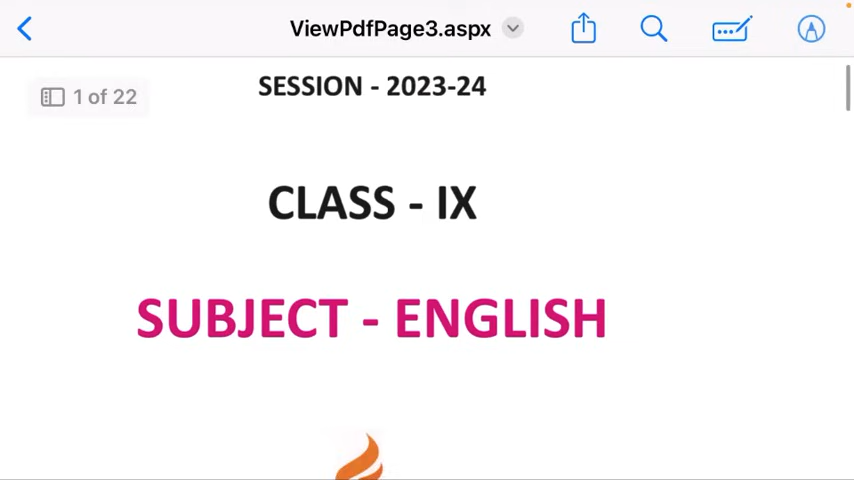 ViewPdfPage3.aspx
1 of 22
SESSION - 2023-24
CLASS - IX
SUBJECT - ENGLISH